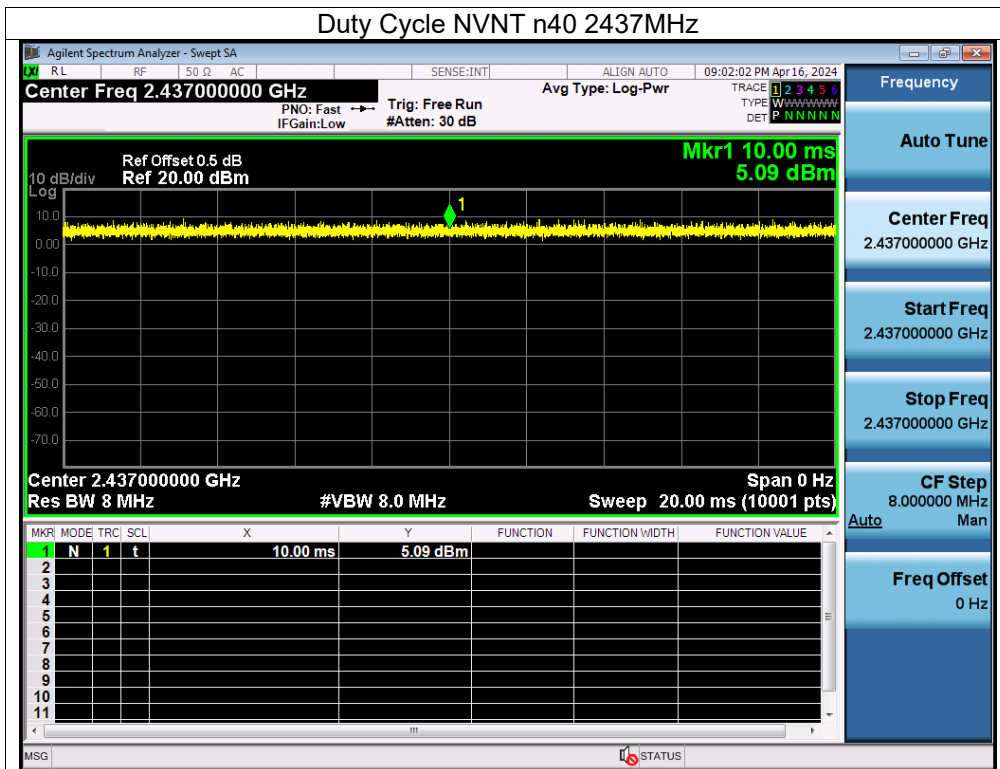 Duty Cycle NVNT n40 2437MHz
Agilent Spectrum Analyzer - Swept SA
LXI RL RF 50 Ω AC SENSE:INT ALIGN AUTO 09:02:02 PM Apr 16, 2024
Center Freq 2.437000000 GHz
PNO: Fast
IFGain:Low
Trig: Free Run
#Atten: 30 dB
Avg Type: Log-Pwr
TRACE 1 2 3 4 5 6
TYPE WWWWWWW
DET P N N N N N
Mkr1 10.00 ms
5.09 dBm
Ref Offset 0.5 dB
Ref 20.00 dBm
10 dB/div
Log
1
10.0
0.00
-10.0
-20.0
-30.0
-40.0
-50.0
-60.0
-70.0
Center 2.437000000 GHz Span 0 Hz
Res BW 8 MHz #VBW 8.0 MHz Sweep 20.00 ms (10001 pts)
MKR MODE TRC SCL X Y FUNCTION FUNCTION WIDTH FUNCTION VALUE
1 N 1 t 10.00 ms 5.09 dBm
2
3
4
5
6
7
8
9
10
11
MSG STATUS
Frequency
Auto Tune
Center Freq
2.437000000 GHz
Start Freq
2.437000000 GHz
Stop Freq
2.437000000 GHz
CF Step
8.000000 MHz
Auto Man
Freq Offset
0 Hz